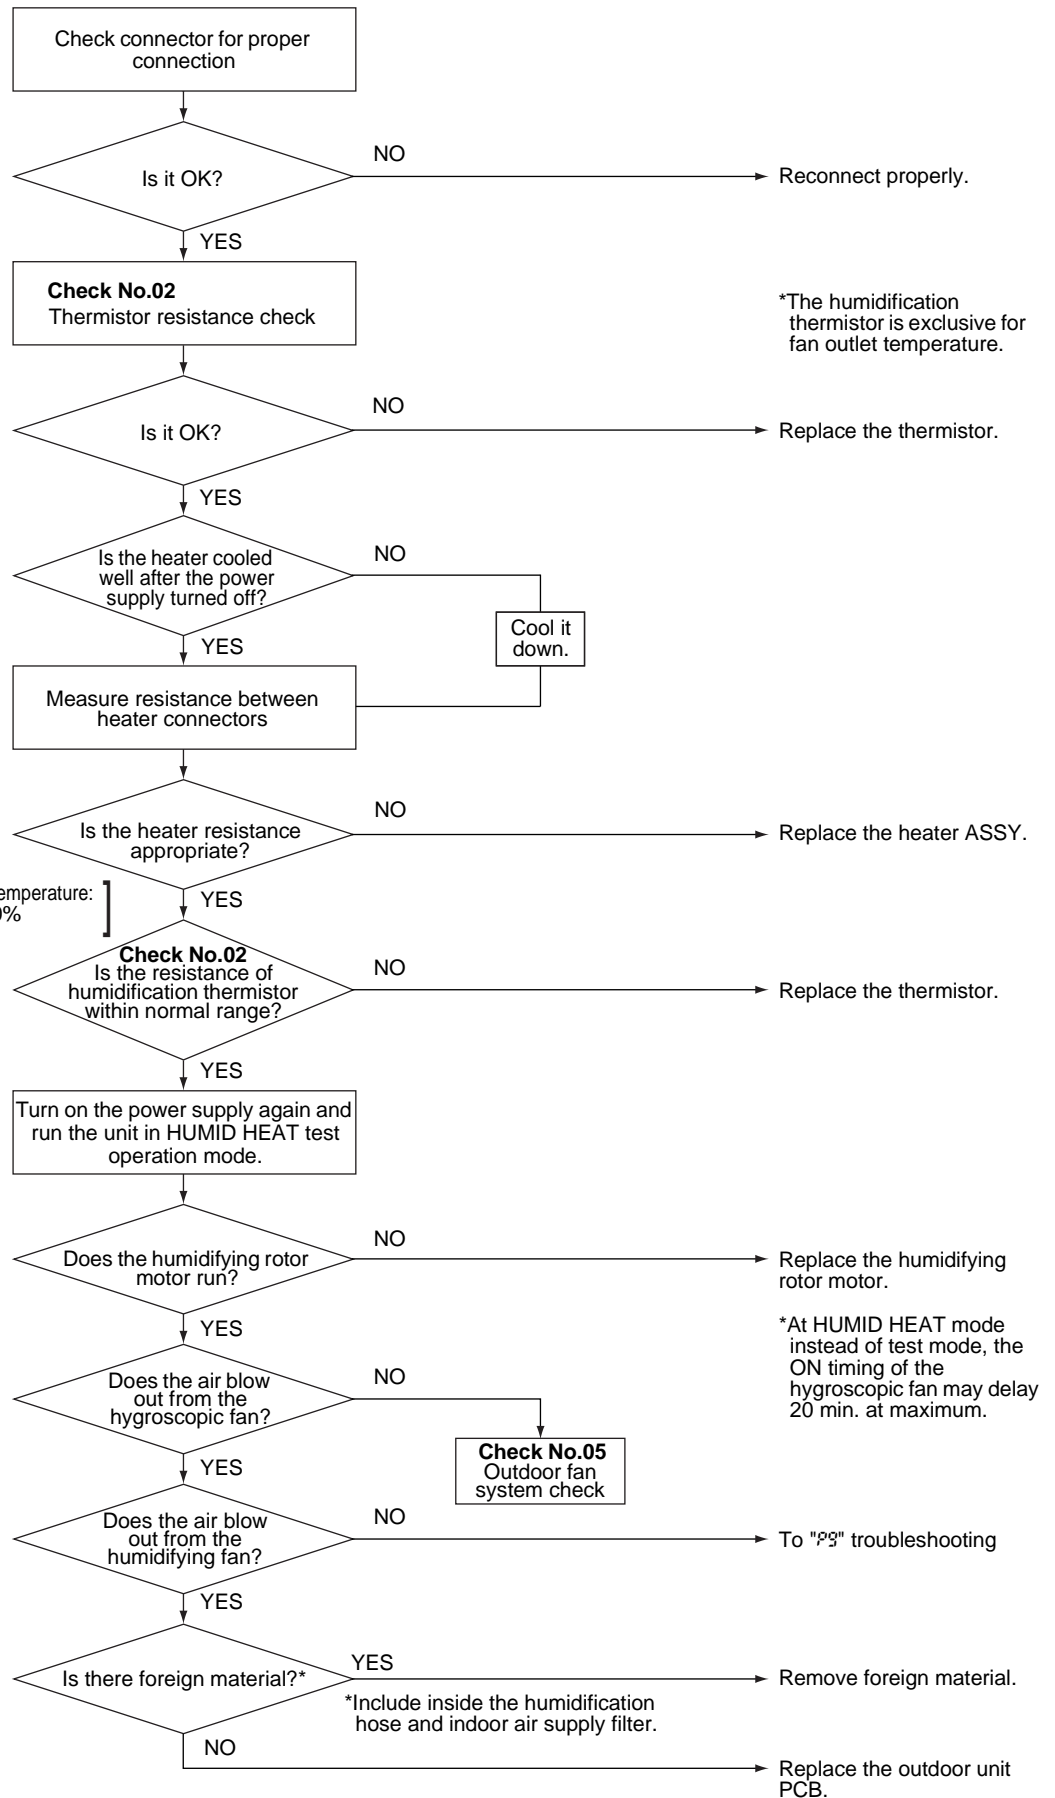 Check connector for proper
connection
NO
Is it OK?
Reconnect properly.
YES
Check No.02
Thermistor resistance check
*The humidification
thermistor is exclusive for
fan outlet temperature.
NO
Is it OK?
Replace the thermistor.
YES
Is the heater cooled
well after the power
supply turned off?
NO
Cool it
down.
YES
Measure resistance between
heater connectors
NO
Is the heater resistance
appropriate?
Replace the heater ASSY.
emperature:
%
]
YES
Check No.02
Is the resistance of
humidification thermistor
within normal range?
NO
Replace the thermistor.
YES
Turn on the power supply again and
run the unit in HUMID HEAT test
operation mode.
NO
Does the humidifying rotor
motor run?
Replace the humidifying
rotor motor.
YES
*At HUMID HEAT mode
instead of test mode, the
ON timing of the
hygroscopic fan may delay
20 min. at maximum.
Does the air blow
out from the
hygroscopic fan?
NO
Check No.05
Outdoor fan
system check
YES
Does the air blow
out from the
humidifying fan?
NO
To "P9" troubleshooting
YES
Is there foreign material?*
YES
Remove foreign material.
*Include inside the humidification
hose and indoor air supply filter.
NO
Replace the outdoor unit
PCB.